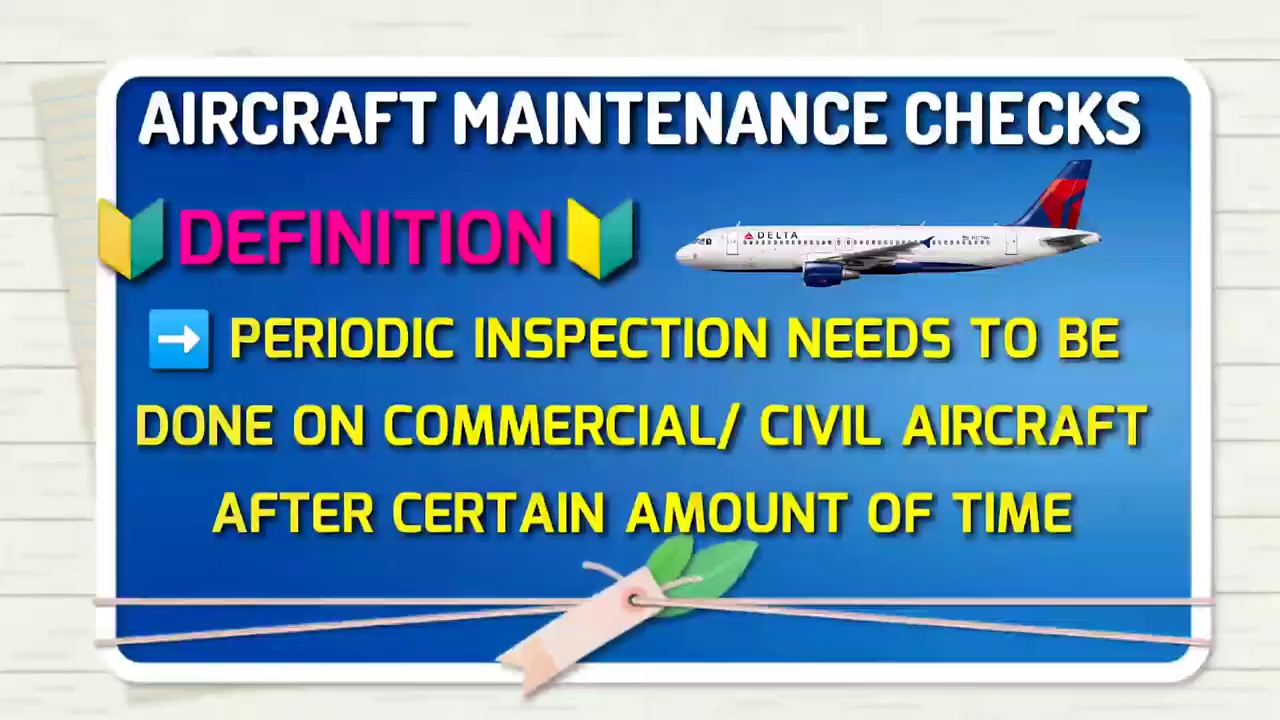 AIRCRAFT MAINTENANCE CHECKS
DEFINITION
DELTA
PERIODIC INSPECTION NEEDS TO BE
DONE ON COMMERCIAL/ CIVIL AIRCRAFT
AFTER CERTAIN AMOUNT OF TIME